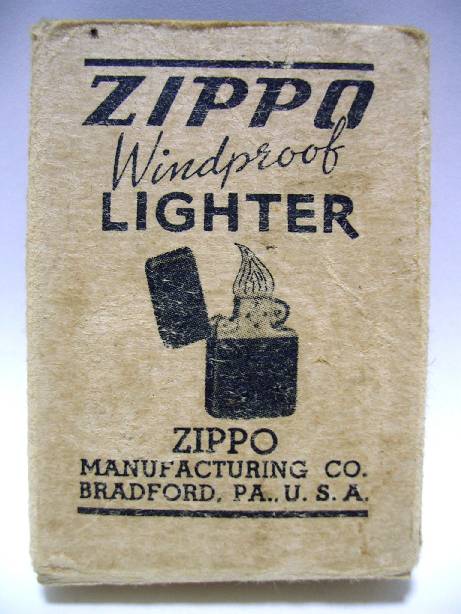 ZIPPO
Windproof
LIGHTER
ZIPPO
MANUFACTURING CO.
BRADFORD, PA., U. S. A.